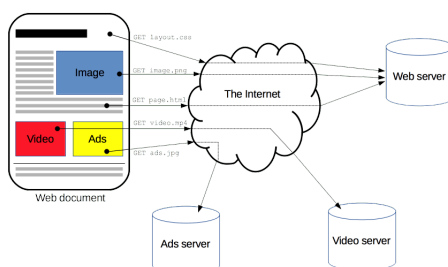 GET layout.css
Image
GET image.png
Web server
The Internet
GET page.html
Video
Ads
GET video.mp4
GET ads.jpg
Web document
Ads server
Video server